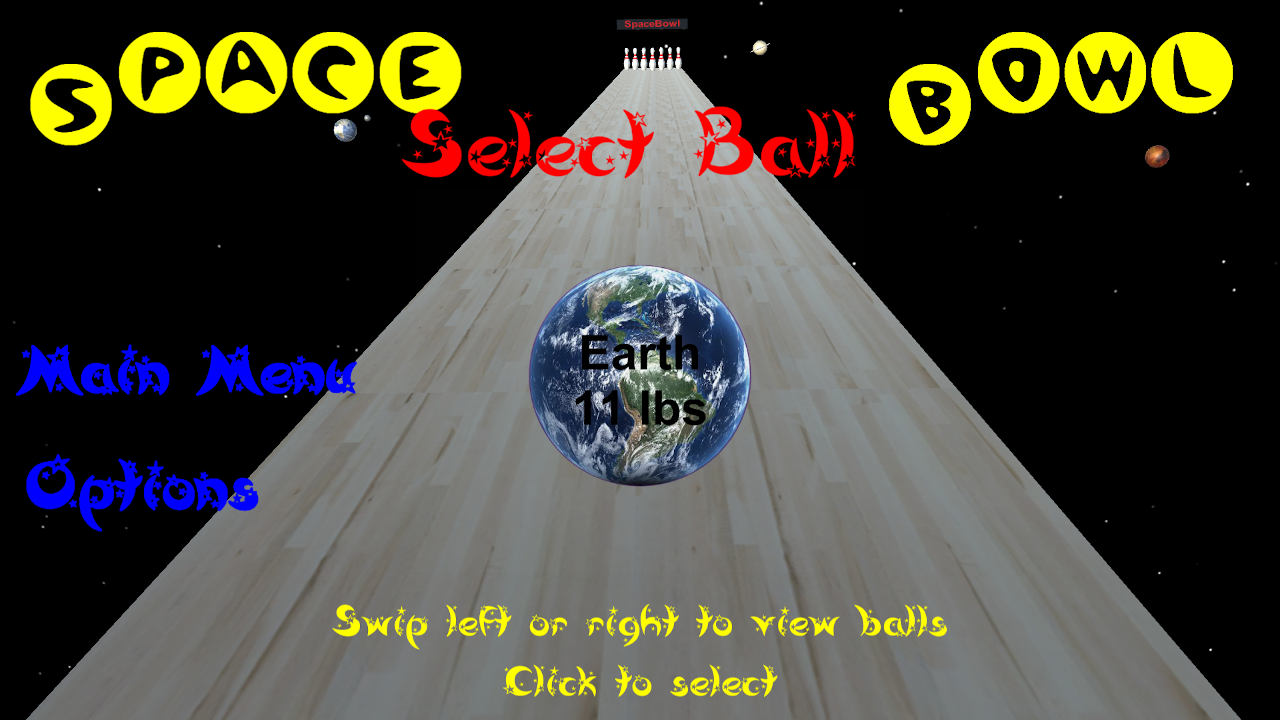 SpaceBowl
SPACE BOWL
Select Ball
Earth
11 lbs
Main Menu
Options
Swip left or right to view balls
Click to select